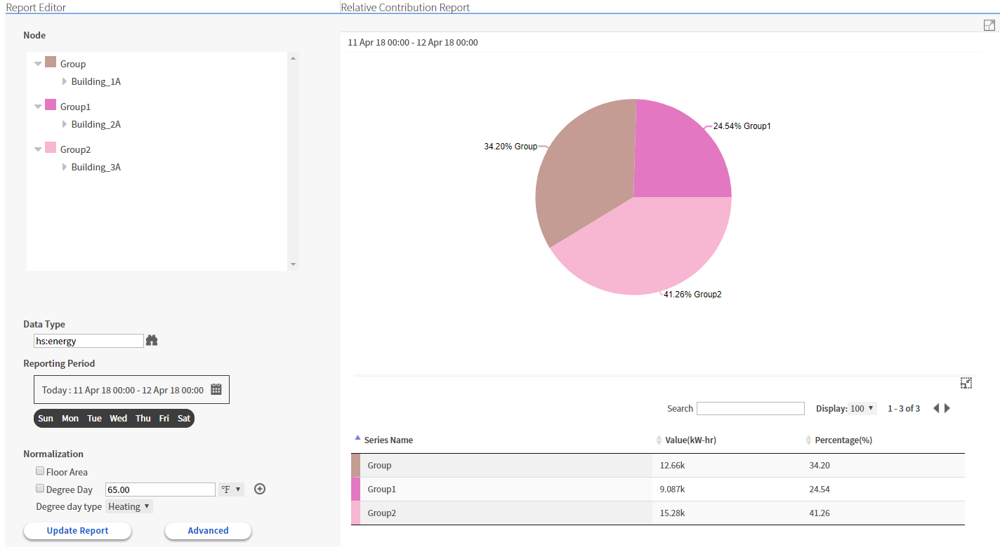 Report Editor
Relative Contribution Report
Node
Group
Building_1A
Group1
Building_2A
Group2
Building_3A
Data Type
hs:energy
Reporting Period
Today : 11 Apr 18 00:00 - 12 Apr 18 00:00
Sun Mon Tue Wed Thu Fri Sat
Normalization
Floor Area
Degree Day 65.00 °F
Degree day type Heating
Update Report Advanced
11 Apr 18 00:00 - 12 Apr 18 00:00
24.54% Group1
34.20% Group
41.26% Group2
Search Display: 100 1 - 3 of 3
Series Name Value(kW-hr) Percentage(%)
Group 12.66k 34.20
Group1 9.087k 24.54
Group2 15.28k 41.26